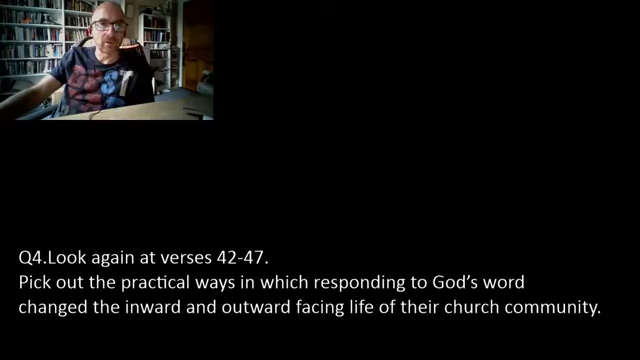 Q4.Look again at verses 42-47.
Pick out the practical ways in which responding to God's word
changed the inward and outward facing life of their church community.